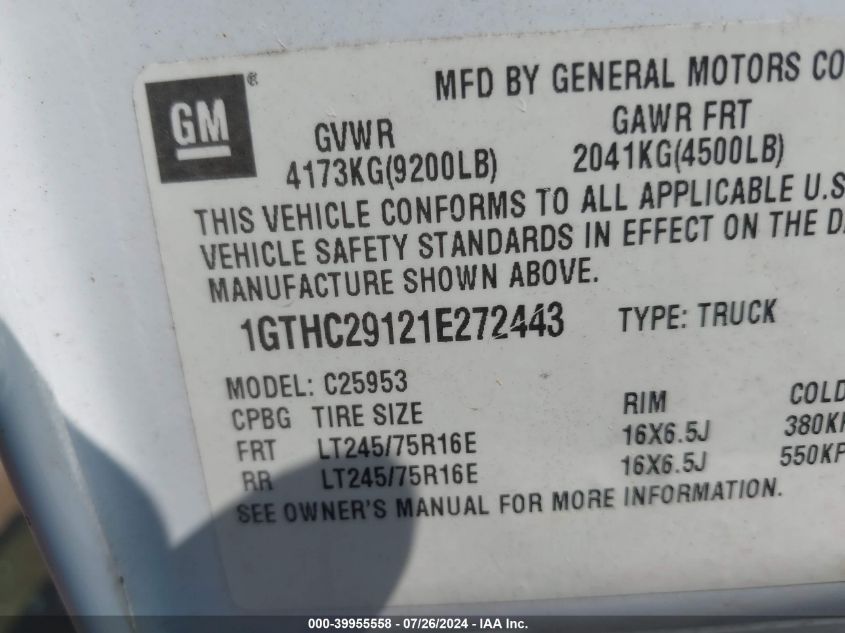 GM®
MFD BY GENERAL MOTORS CO
GVWR GAWR FRT
4173KG(9200LB) 2041KG(4500LB)
THIS VEHICLE CONFORMS TO ALL APPLICABLE U.S
VEHICLE SAFETY STANDARDS IN EFFECT ON THE DA
MANUFACTURE SHOWN ABOVE.
1GTHC29121E272443 TYPE: TRUCK
MODEL: C25953
CPBG TIRE SIZE RIM COLD
FRT LT245/75R16E 16X6.5J 380KP
RR LT245/75R16E 16X6.5J 550KP
SEE OWNER'S MANUAL FOR MORE INFORMATION.
000-39955558 - 07/26/2024 - IAA Inc.